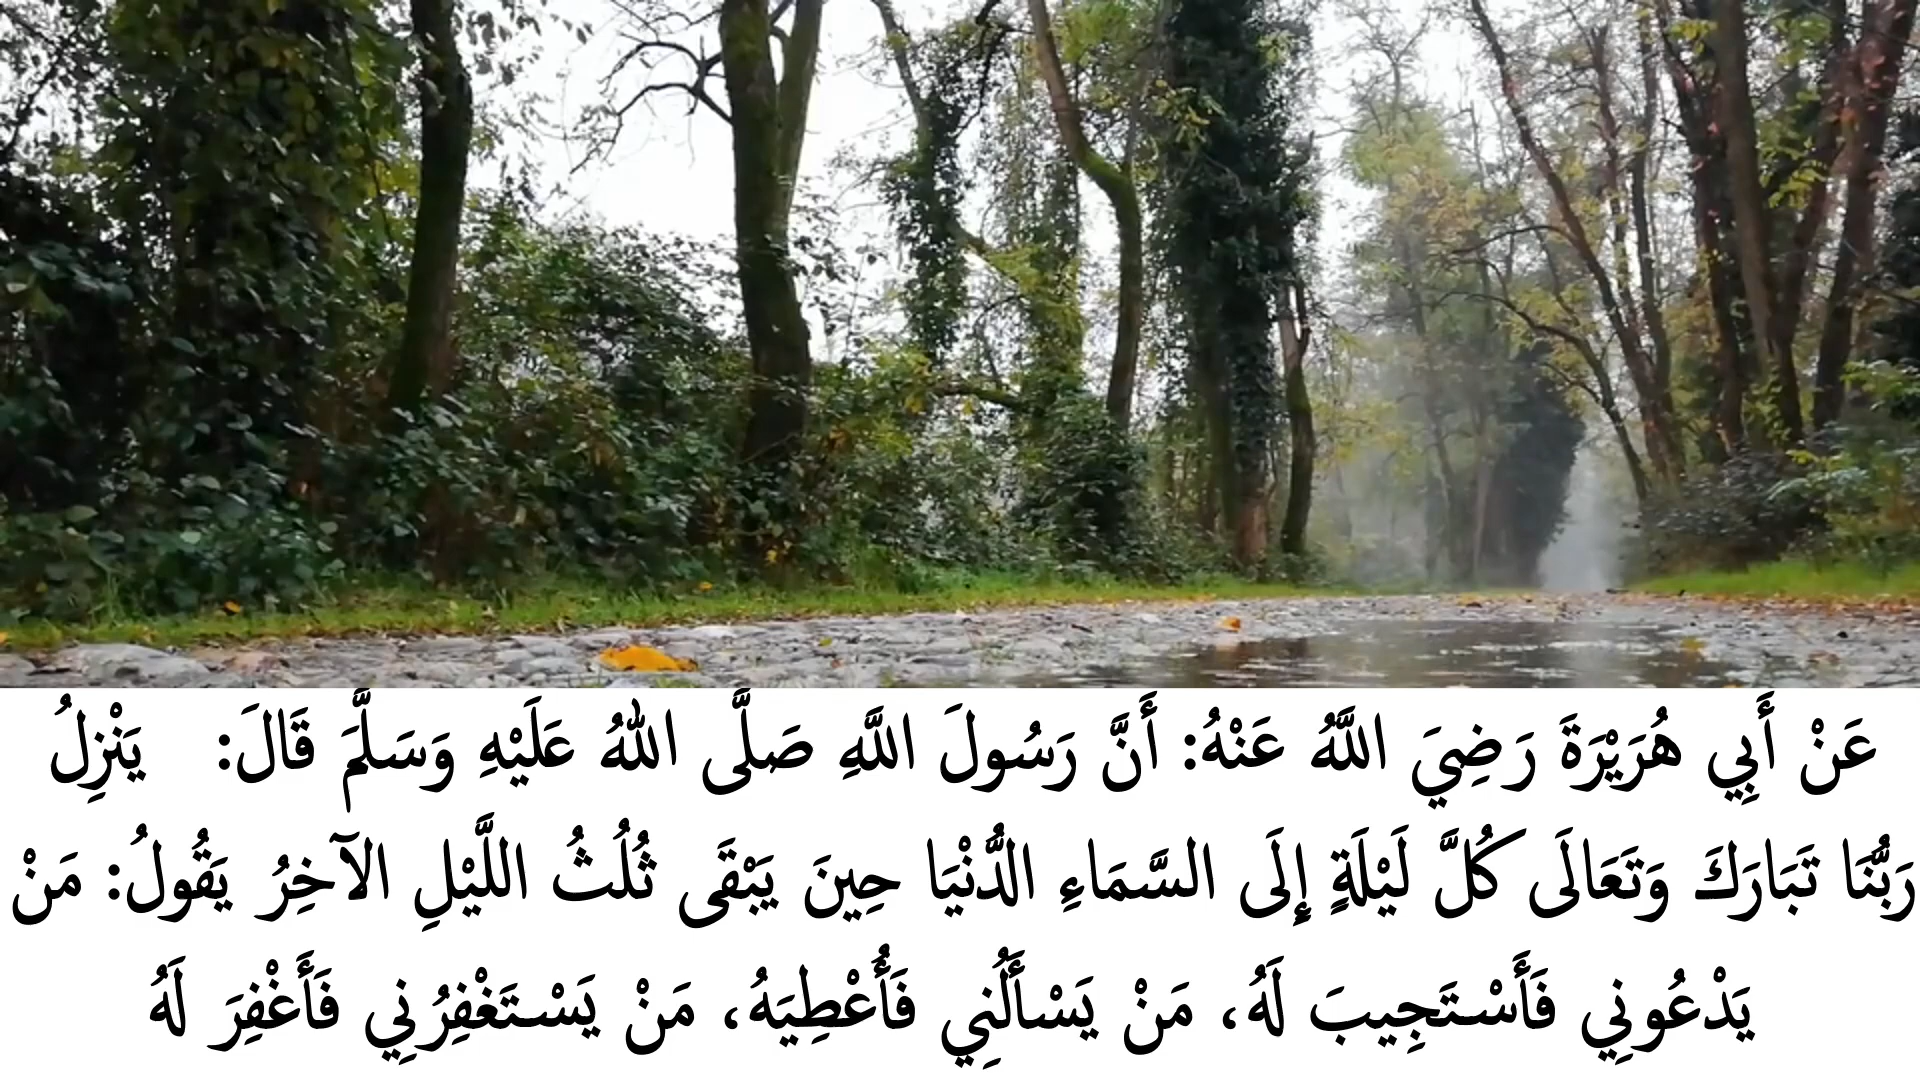 عَنْ أَبِي هُرَيْرَةَ رَضِيَ اللَّهُ عَنْهُ: أَنَّ رَسُولَ اللَّهِ صَلَّى اللهُ عَلَيْهِ وَسَلَّمَ قَالَ: يَنْزِلُ
رَبُّنَا تَبَارَكَ وَتَعَالَى كُلَّ لَيْلَةٍ إِلَى السَّمَاءِ الدُّنْيَا حِينَ يَبْقَى ثُلُثُ اللَّيْلِ الآخِرُ يَقُولُ: مَنْ
يَدْعُونِي فَأَسْتَجِيبَ لَهُ، مَنْ يَسْأَلُنِي فَأُعْطِيَهُ، مَنْ يَسْتَغْفِرُنِي فَأَغْفِرَ لَهُ